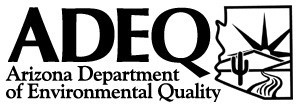 ADEQ
Arizona Department
of Environmental Quality